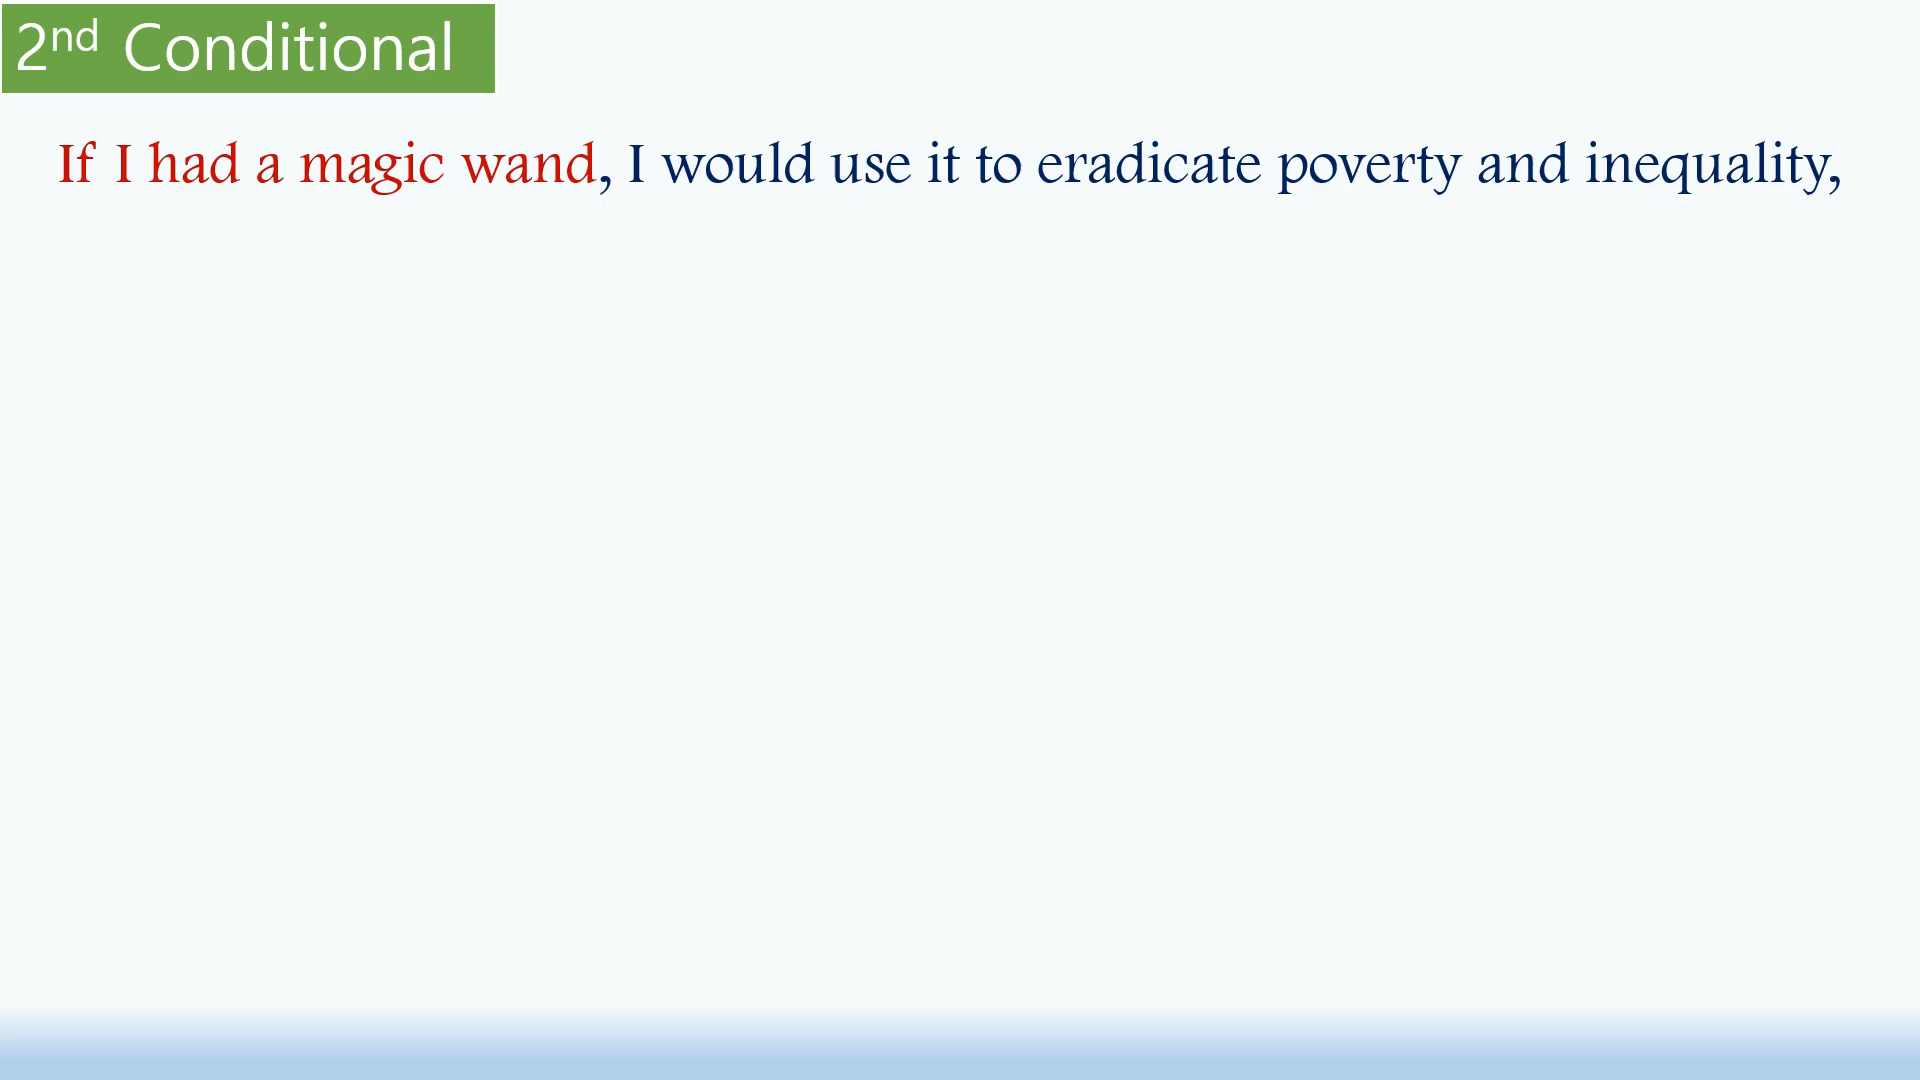 2nd Conditional
If I had a magic wand, I would use it to eradicate poverty and inequality,